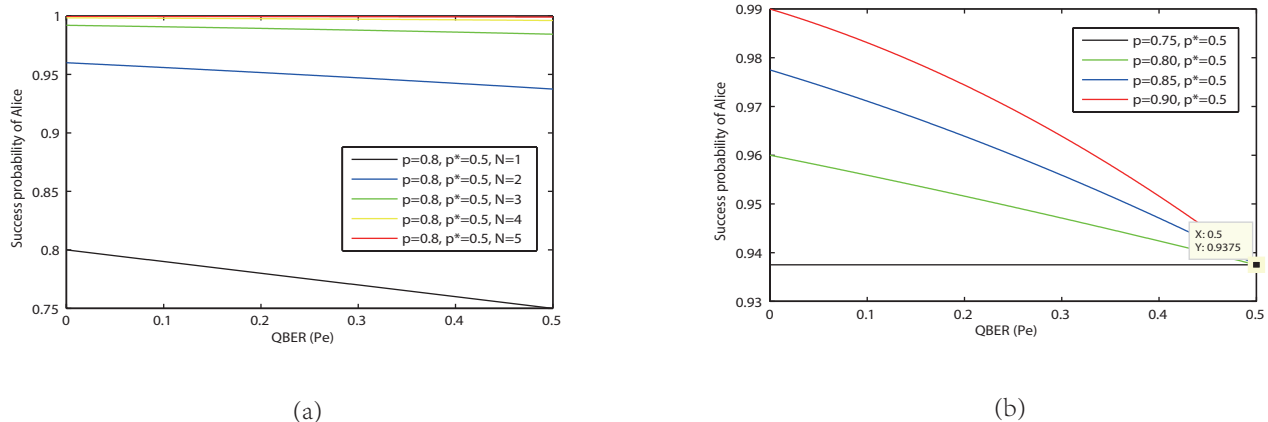 Success probability of Alice
1
0.95
0.9
0.85
0.8
0.75
0
0.1
0.2
0.3
0.4
0.5
QBER (Pe)
p=0.8, p*=0.5, N=1
p=0.8, p*=0.5, N=2
p=0.8, p*=0.5, N=3
p=0.8, p*=0.5, N=4
p=0.8, p*=0.5, N=5
(a)
Success probability of Alice
0.99
0.98
0.97
0.96
0.95
0.94
0.93
0
0.1
0.2
0.3
0.4
0.5
QBER (Pe)
p=0.75, p*=0.5
p=0.80, p*=0.5
p=0.85, p*=0.5
p=0.90, p*=0.5
X: 0.5
Y: 0.9375
(b)